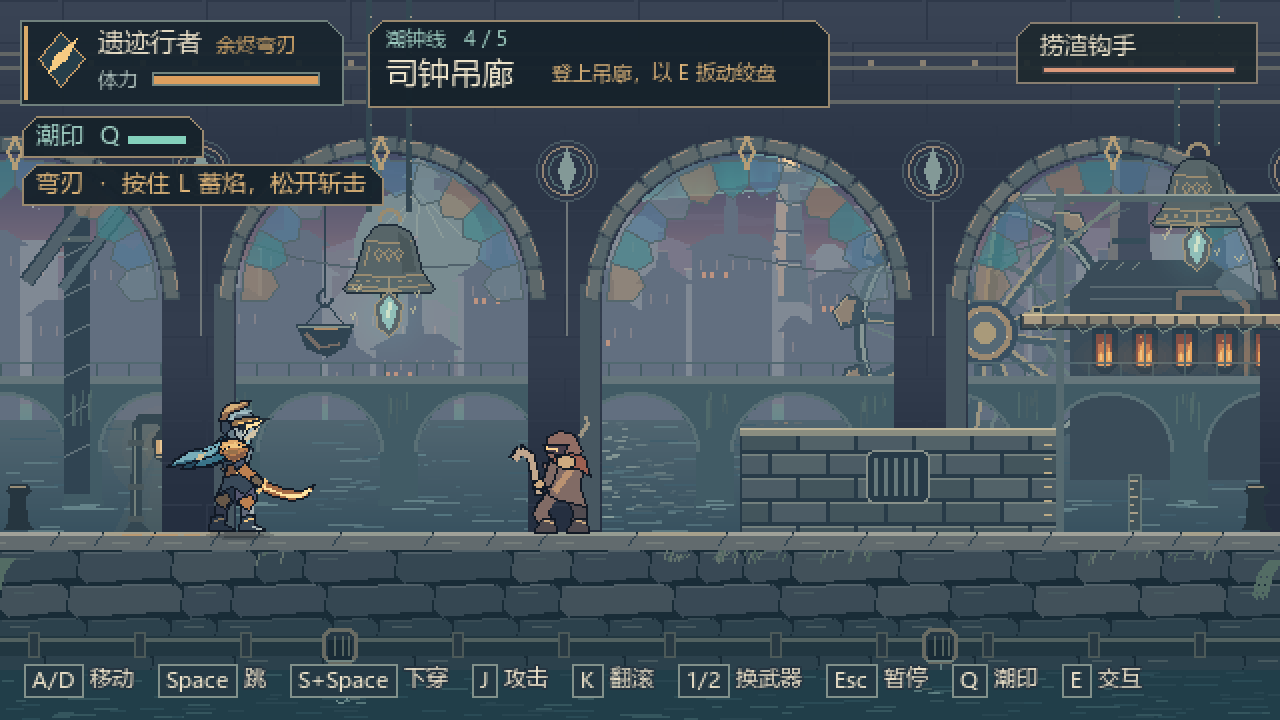 遗迹行者 余烬弯刃
体力
潮钟线 4 / 5
司钟吊廊 登上吊廊，以 E 扳动绞盘
捞渣钩手
潮印 Q
弯刃 · 按住 L 蓄焰，松开斩击
A/D 移动 Space 跳 S+Space 下穿 J 攻击 K 翻滚 1/2 换武器 Esc 暂停 Q 潮印 E 交互